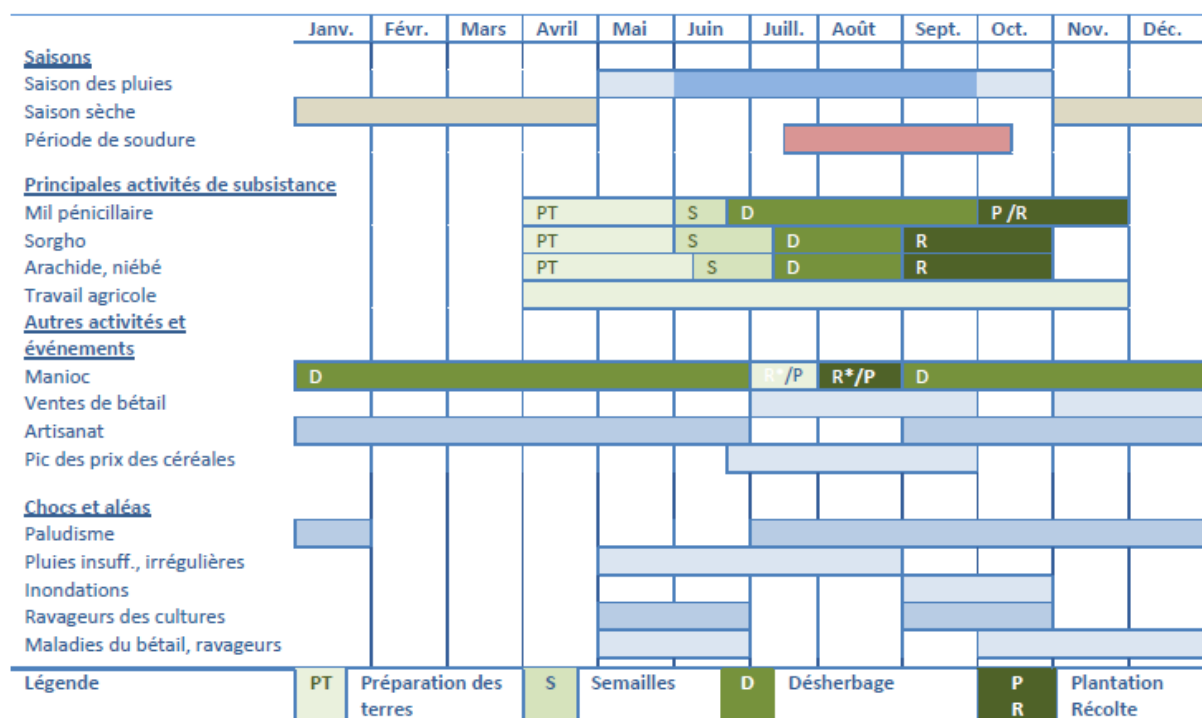 Janv. Févr. Mars Avril Mai Juin Juill. Août Sept. Oct. Nov. Déc.
Saisons
Saison des pluies
Saison sèche
Période de soudure
Principales activités de subsistance
Mil pénicillaire PT S D P /R
Sorgho PT S D R
Arachide, niébé PT S D R
Travail agricole
Autres activités et
événements
Manioc D R*/P R*/P D
Ventes de bétail
Artisanat
Pic des prix des céréales
Chocs et aléas
Paludisme
Pluies insuff., irrégulières
Inondations
Ravageurs des cultures
Maladies du bétail, ravageurs
Légende PT Préparation des S Semailles D Désherbage P Plantation
terres R Récolte